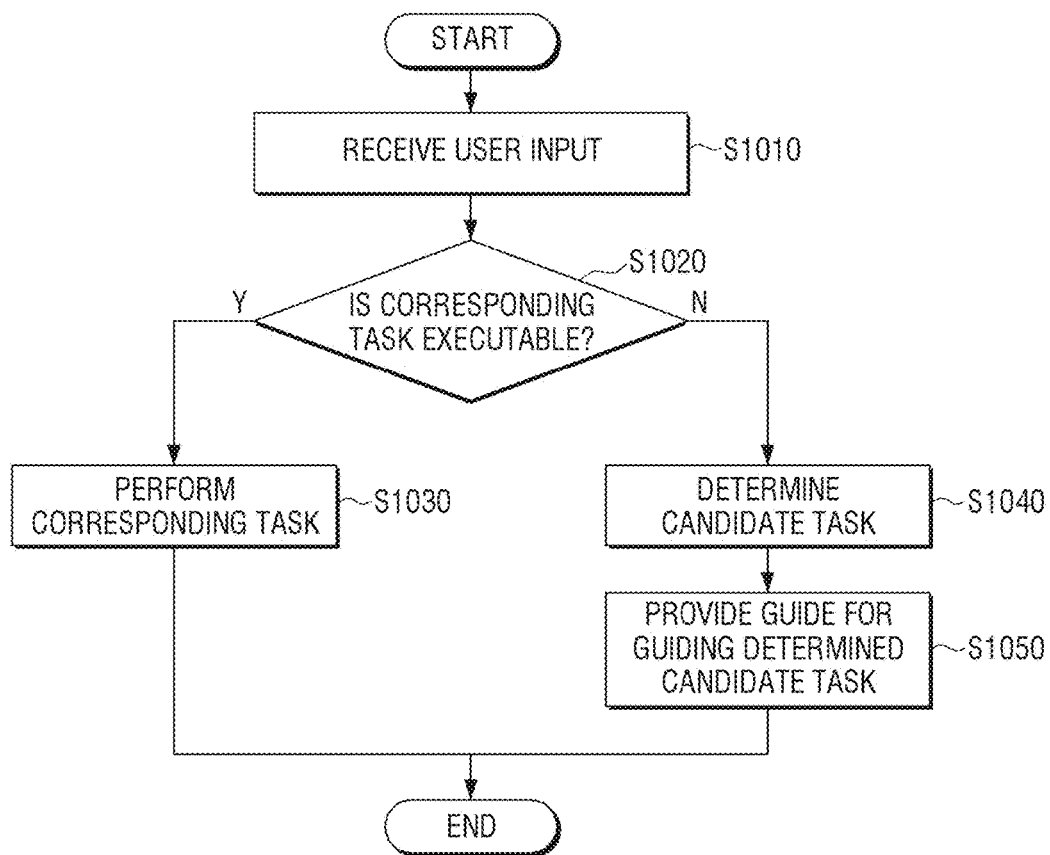 START
RECEIVE USER INPUT
S1010
S1020
Y
IS CORRESPONDING
TASK EXECUTABLE?
N
PERFORM
CORRESPONDING TASK
S1030
DETERMINE
CANDIDATE TASK
S1040
PROVIDE GUIDE FOR
GUIDING DETERMINED
CANDIDATE TASK
S1050
END